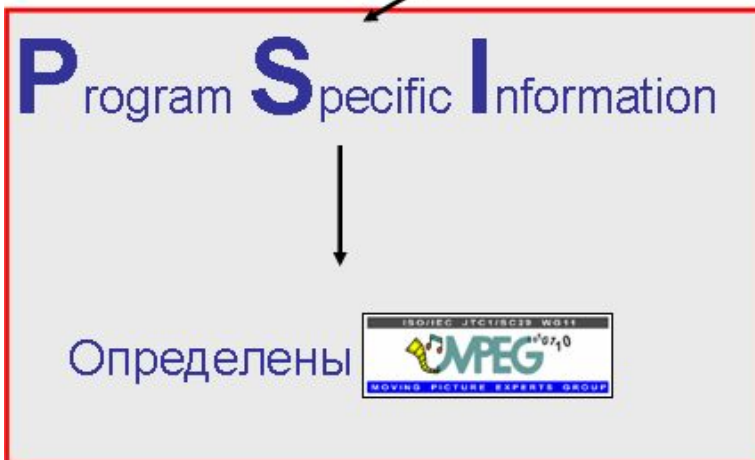 Program Specific Information
Определены
ISO/IEC JTC1/SC29 WG11
MPEG
MOVING PICTURE EXPERTS GROUP